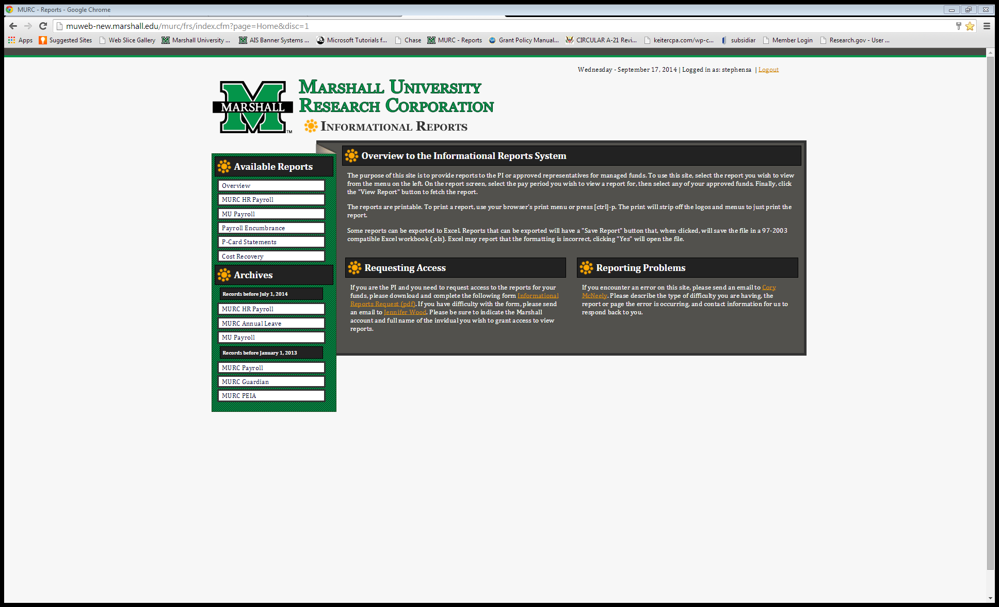 MURC - Reports - Google Chrome
muweb-new.marshall.edu/murc/frs/index.cfm?page=Home&disc=1
Apps Suggested Sites Web Slice Gallery Marshall University ... AIS Banner Systems ... Microsoft Tutorials f... Chase MURC - Reports Grant Policy Manual... CIRCULAR A-21 Revi... keitercpa.com/wp-c... subsidiar Member Login Research.gov - User ...
Wednesday - September 17, 2014 | Logged in as: stephensa | Logout
MARSHALL TM
Marshall University
Research Corporation
Informational Reports
Available Reports
Overview
MURC HR Payroll
MU Payroll
Payroll Encumbrance
P-Card Statements
Cost Recovery
Archives
Records before July 1, 2014
MURC HR Payroll
MURC Annual Leave
MU Payroll
Records before January 1, 2013
MURC Payroll
MURC Guardian
MURC PEIA
Overview to the Informational Reports System
The purpose of this site is to provide reports to the PI or approved representatives for managed funds. To use this site, select the report you wish to view
from the menu on the left. On the report screen, select the pay period you wish to view a report for, then select any of your approved funds. Finally, click
the "View Report" button to fetch the report.
The reports are printable. To print a report, use your browser's print menu or press [ctrl]-p. The print will strip off the logos and menus to just print the
report.
Some reports can be exported to Excel. Reports that can be exported will have a "Save Report" button that, when clicked, will save the file in a 97-2003
compatible Excel workbook (.xls). Excel may report that the formatting is incorrect, clicking "Yes" will open the file.
Requesting Access
If you are the PI and you need to request access to the reports for your
funds, please download and complete the following form Informational
Reports Request (pdf). If you have difficulty with the form, please send
an email to Jennifer Wood. Please be sure to indicate the Marshall
account and full name of the invidual you wish to grant access to view
reports.
Reporting Problems
If you encounter an error on this site, please send an email to Cory
McNeely. Please describe the type of difficulty you are having, the
report or page the error is occurring, and contact information for us to
respond back to you.